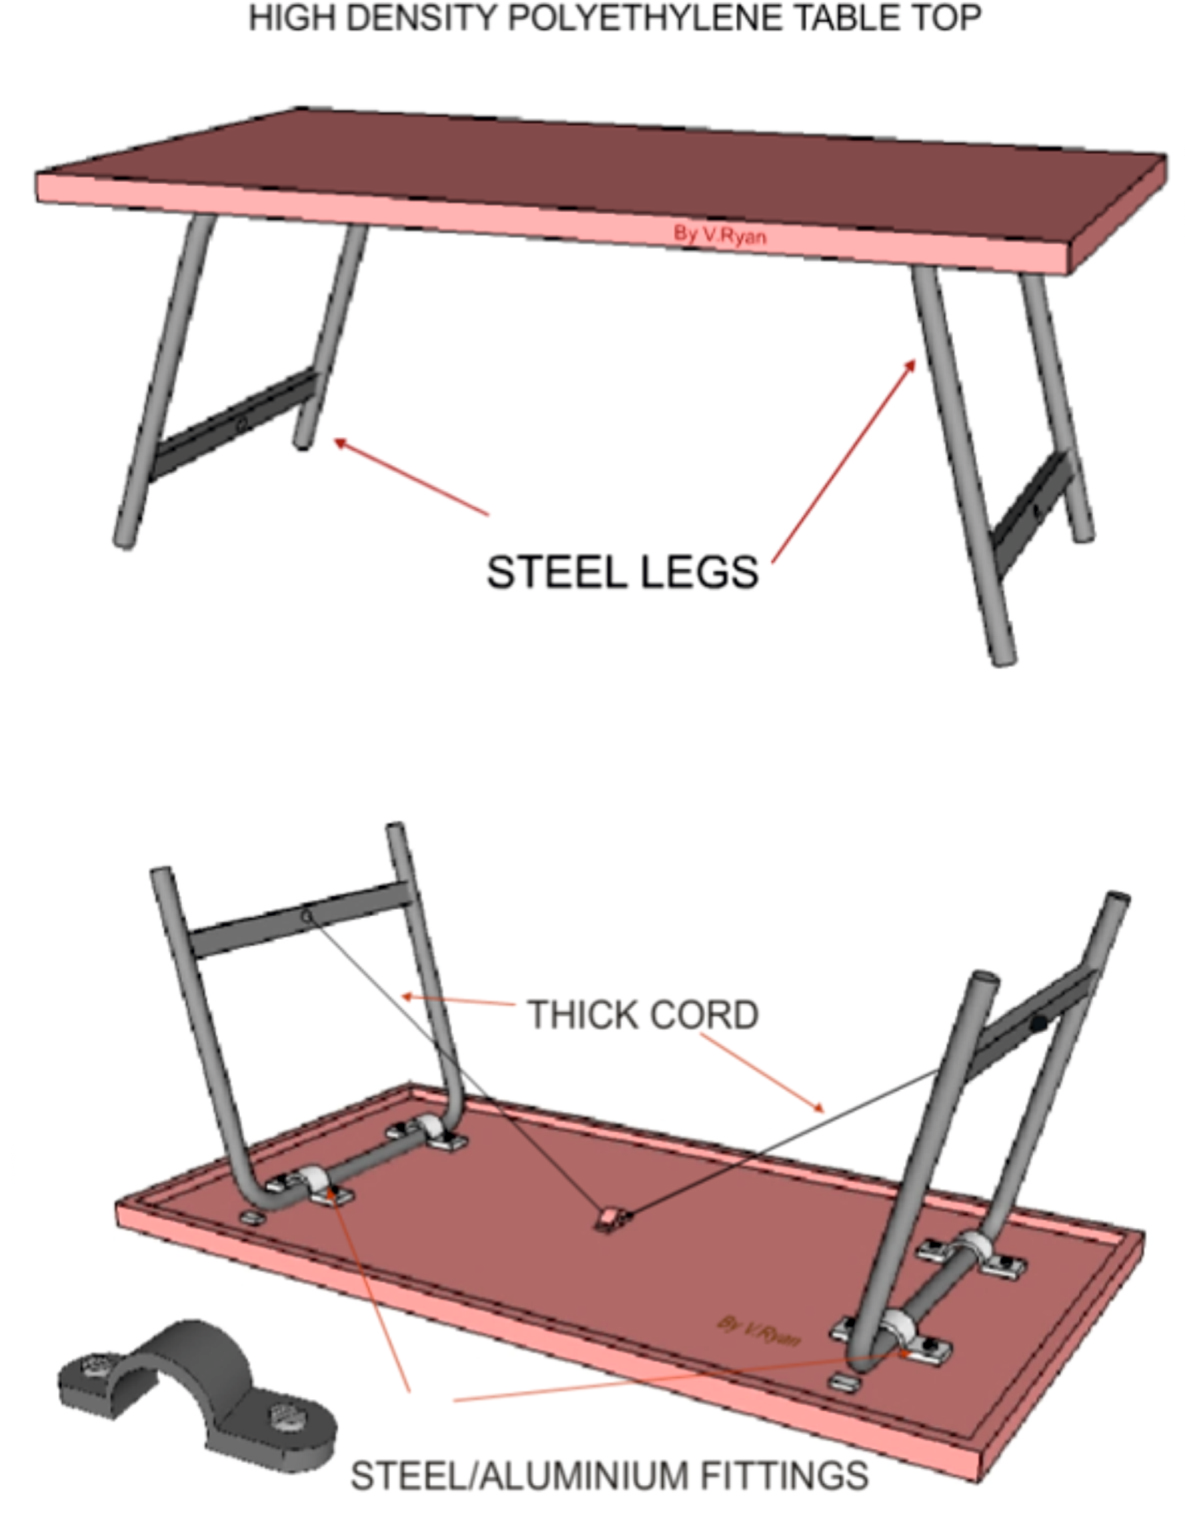 HIGH DENSITY POLYETHYLENE TABLE TOP
By V.Ryan
STEEL LEGS
THICK CORD
By V.Ryan
STEEL/ALUMINIUM FITTINGS